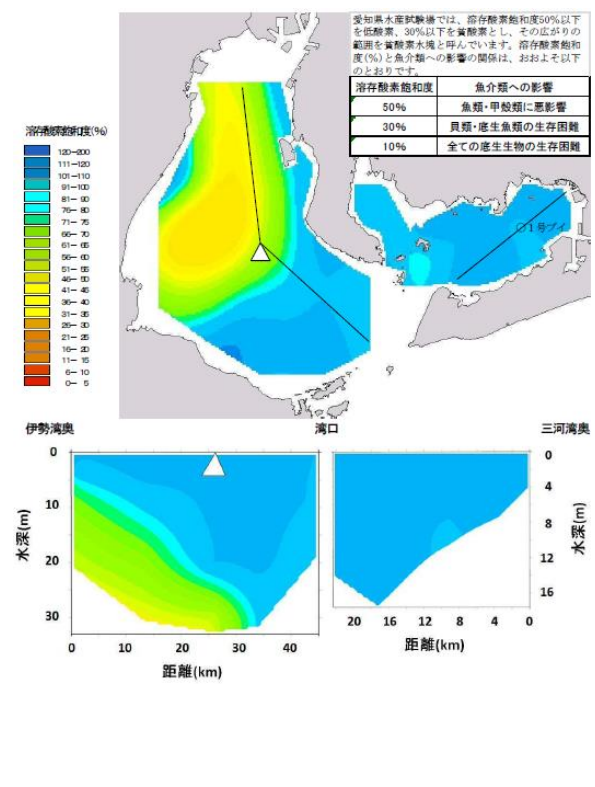 愛知県水産試験場では、溶存酸素飽和度50%以下
を低酸素、30%以下を貧酸素とし、その広がりの
範囲を貧酸素水塊と呼んでいます。溶存酸素飽和
度(%)と魚介類への影響の関係は、おおよそ以下
のとおりです。
溶存酸素飽和度 魚介類への影響
50% 魚類・甲殻類に悪影響
30% 貝類・底生魚類の生存困難
10% 全ての底生生物の生存困難
溶存酸素飽和度(%)
120-200
111-120
101-110
91-100
81- 90
76- 80
71- 75
66- 70
61- 65
56- 60
51- 55
46- 50
41- 45
36- 40
31- 35
26- 30
21- 25
16- 20
11- 15
6- 10
0- 5
1号ブイ
伊勢湾奥 湾口 三河湾奥
0
10
20
30
水深(m)
0 10 20 30 40
距離(km)
0
4
8
12
16
水深(m)
20 16 12 8 4 0
距離(km)